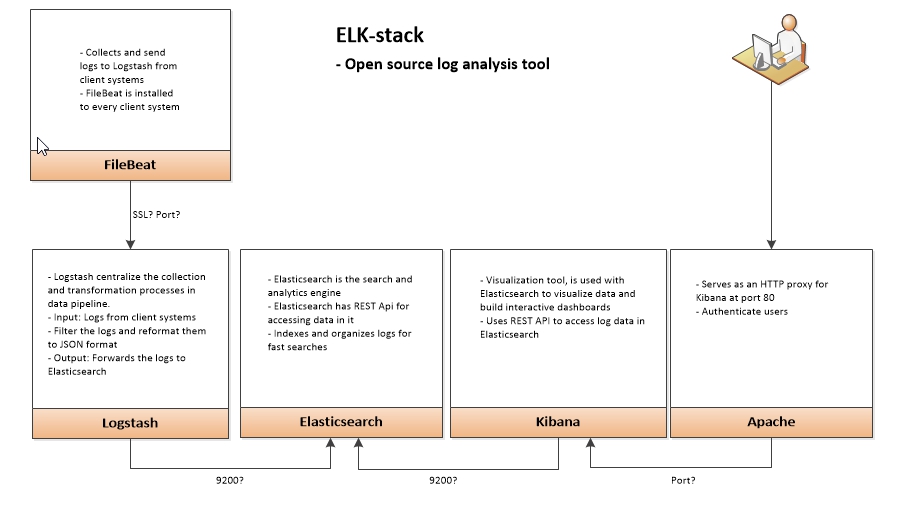 ELK-stack
- Open source log analysis tool
- Collects and send
logs to Logstash from
client systems
- FileBeat is installed
to every client system
FileBeat
SSL? Port?
- Logstash centralize the collection
and transformation processes in
data pipeline.
- Input: Logs from client systems
- Filter the logs and reformat them
to JSON format
- Output: Forwards the logs to
Elasticsearch
Logstash
- Elasticsearch is the search and
analytics engine
- Elasticsearch has REST Api for
accessing data in it
- Indexes and organizes logs for
fast searches
Elasticsearch
- Visualization tool, is used with
Elasticsearch to visualize data and
build interactive dashboards
- Uses REST API to access log data in
Elasticsearch
Kibana
- Serves as an HTTP proxy for
Kibana at port 80
- Authenticate users
Apache
9200?
9200?
Port?